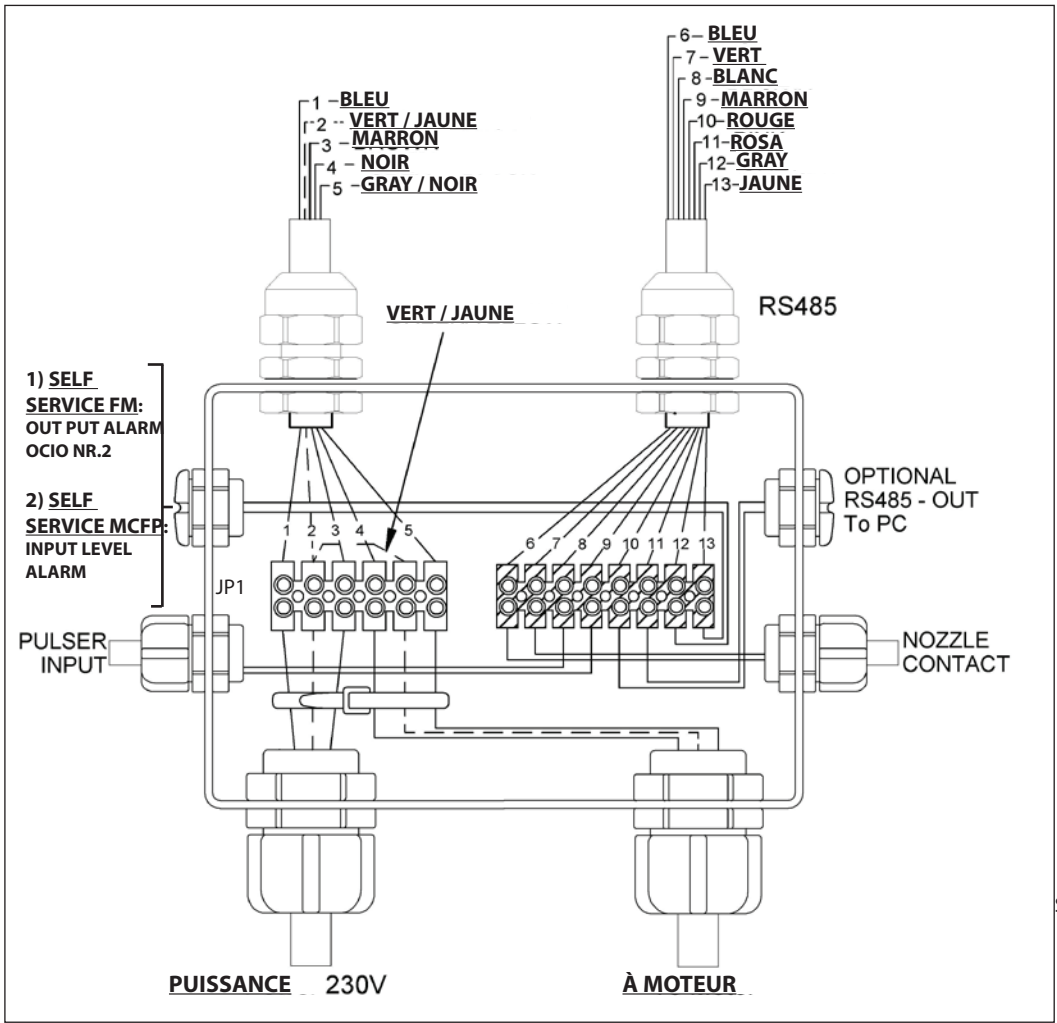 6 BLEU
7 VERT
8 BLANC
9 MARRON
10 ROUGE
11 ROSA
12 GRAY
13 JAUNE
1 BLEU
2 VERT / JAUNE
3 MARRON
4 NOIR
5 GRAY / NOIR
RS485
VERT / JAUNE
1) SELF
SERVICE FM:
OUT PUT ALARM
OCIO NR.2
2) SELF
SERVICE MCFP:
INPUT LEVEL
ALARM
OPTIONAL
RS485 - OUT
To PC
1 2 3 4 5
6 7 8 9 10 11 12 13
JP1
PULSER
INPUT
NOZZLE
CONTACT
PUISSANCE 230V
À MOTEUR